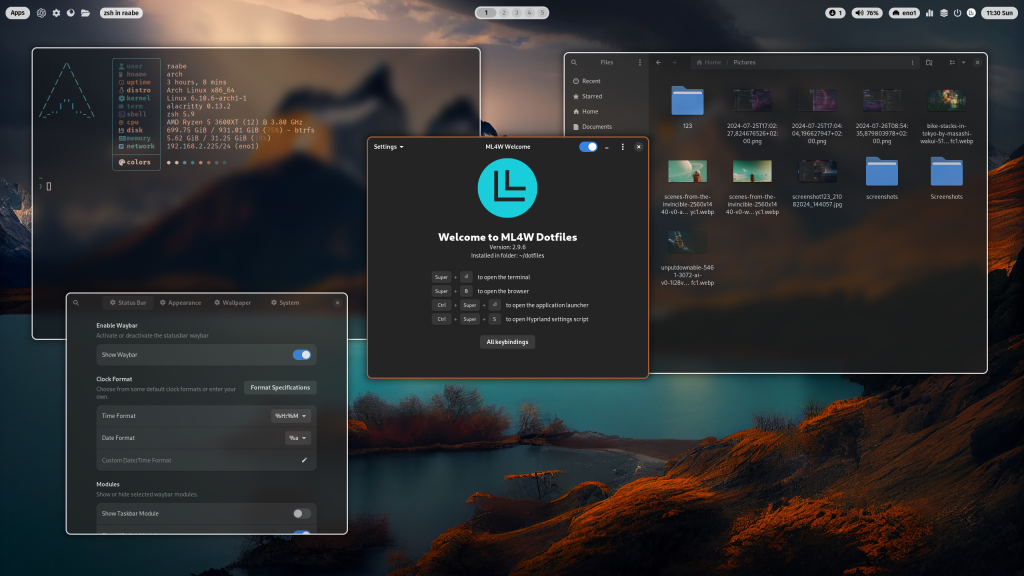 Apps
zsh in raabe
1 2 3 4 5
1
76%
eno1
11:30 Sun
user raabe
hname arch
uptime 3 hours, 8 mins
distro Arch Linux x86_64
kernel Linux 6.10.6-arch1-1
term alacritty 0.13.2
shell zsh 5.9
cpu AMD Ryzen 5 3600XT (12) @ 3.80 GHz
disk 699.75 GiB / 931.01 GiB (75%) - btrfs
memory 5.62 GiB / 31.25 GiB
network 192.168.2.225/24 (eno1)
colors
Files
Recent
Starred
Home
Documents
Home / Pictures
123
2024-07-25T17:02:
27,824676526+02:
00.png
2024-07-25T17:04:
04,196627947+02:
00.png
2024-07-26T08:54:
35,879803978+02:
00.png
bike-stacks-in-
tokyo-by-masashi-
wakui-51... fc1.webp
scenes-from-the-
invincible-2560x14
40-v0-a... yc1.webp
scenes-from-the-
invincible-2560x14
40-v0-w... yc1.webp
screenshot123_210
82024_144057.jpg
screenshots
Screenshots
unputdownable-546
1-3072-ai-
v0-1i28v... fc1.webp
Settings
ML4W Welcome
Welcome to ML4W Dotfiles
Version: 2.9.6
Installed in folder: ~/dotfiles
Super + ⏎ to open the terminal
Super + B to open the browser
Ctrl + Super + ⏎ to open the application launcher
Ctrl + Super + S to open Hyprland settings script
All keybindings
Status Bar
Appearance
Wallpaper
System
Enable Waybar
Activate or deactivate the statusbar waybar
Show Waybar
Clock Format
Choose from some default clock formats or enter your
own.
Format Specifications
Time Format %H:%M
Date Format %a
Custom Date/Time Format
Modules
Show or hide selected waybar modules.
Show Taskbar Module